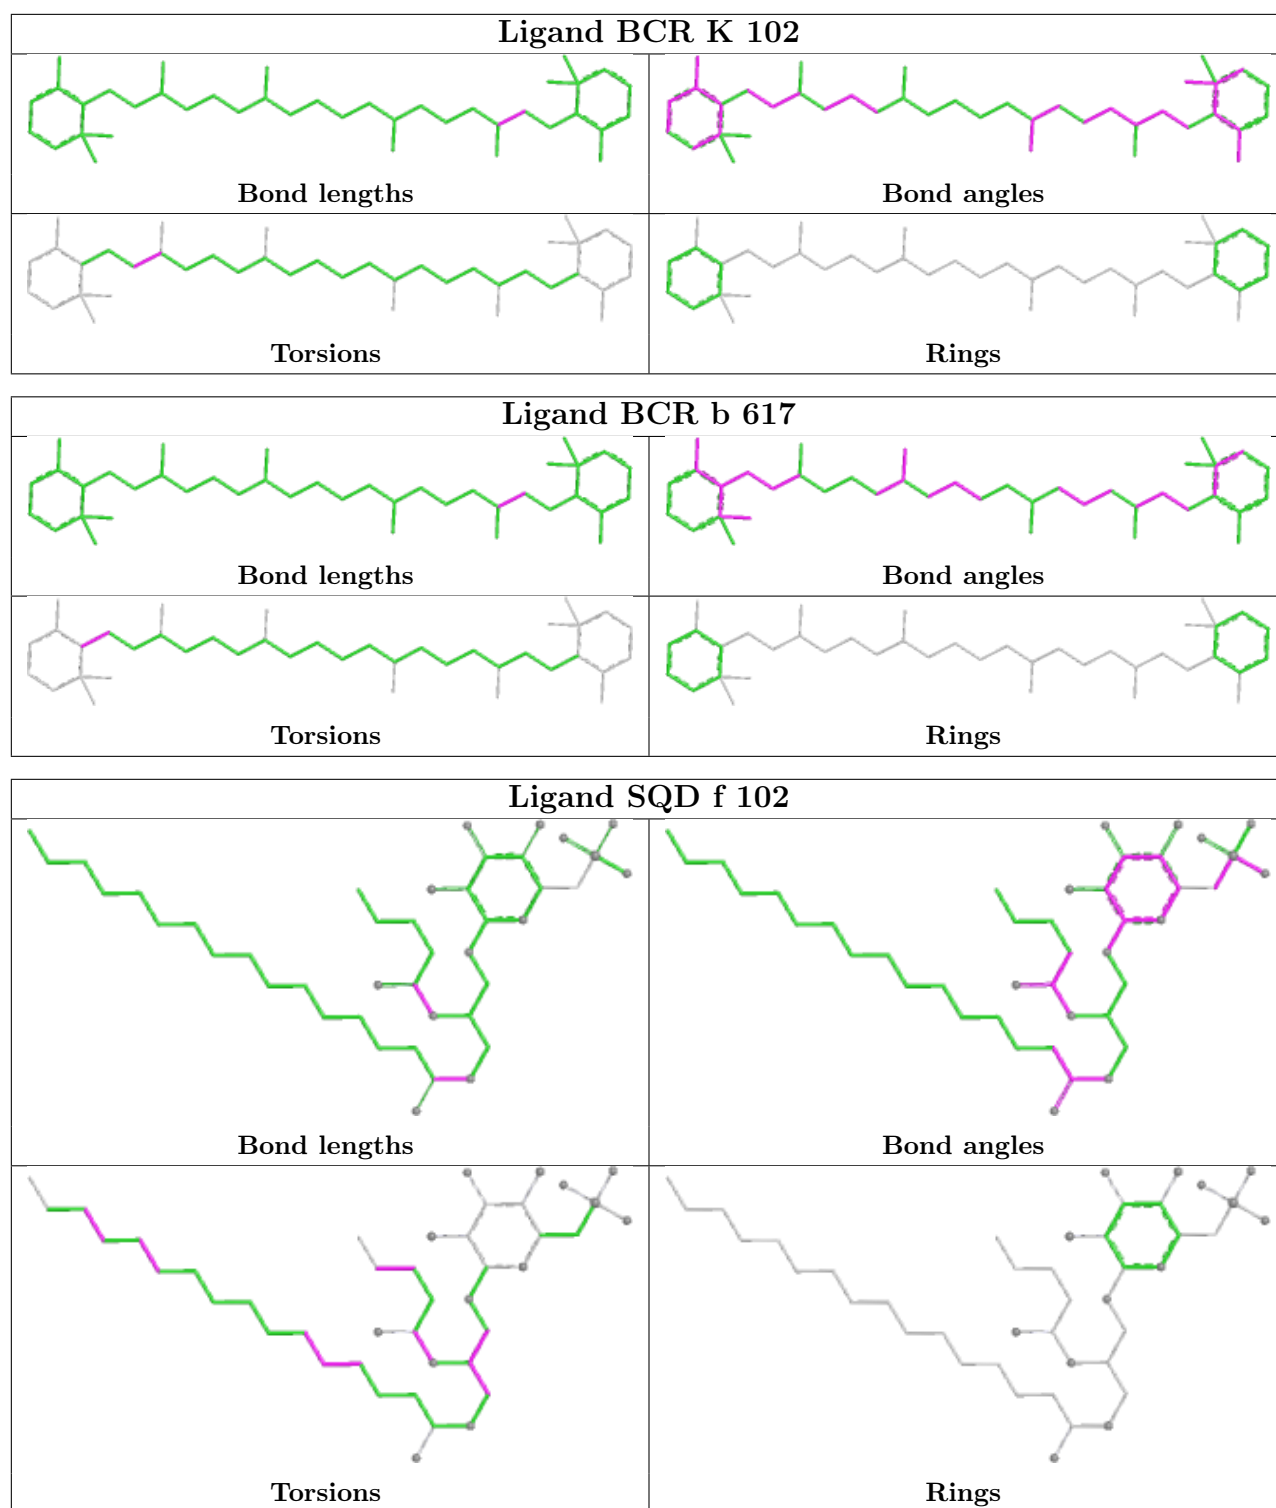 Ligand BCR K 102
Bond lengths
Bond angles
Torsions
Rings
Ligand BCR b 617
Bond lengths
Bond angles
Torsions
Rings
Ligand SQD f 102
Bond lengths
Bond angles
Torsions
Rings